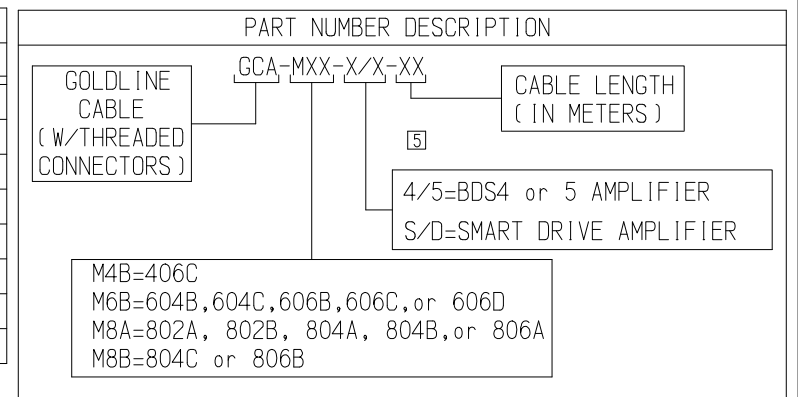 PART NUMBER DESCRIPTION
GCA-MXX-X/X-XX
GOLDLINE
CABLE
(W/THREADED
CONNECTORS)
CABLE LENGTH
(IN METERS)
5
4/5=BDS4 or 5 AMPLIFIER
S/D=SMART DRIVE AMPLIFIER
M4B=406C
M6B=604B,604C,606B,606C,or 606D
M8A=802A, 802B, 804A, 804B,or 806A
M8B=804C or 806B